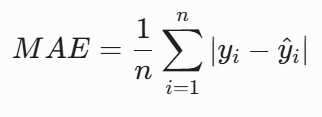 MAE = \frac{1}{n} \sum_{i=1}^{n} |y_i - \hat{y}_i|